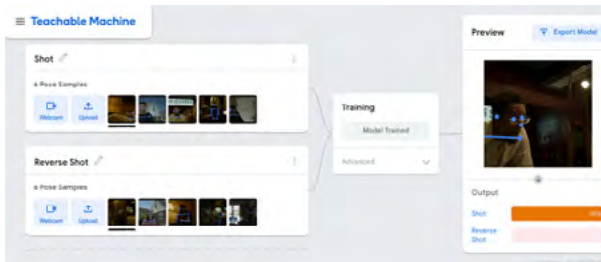 Teachable Machine
Shot
6 Pose Samples
Webcam
Upload
Reverse Shot
6 Pose Samples
Webcam
Upload
Training
Model Trained
Advanced
Preview
Export Model
Output
Shot
Reverse
Shot